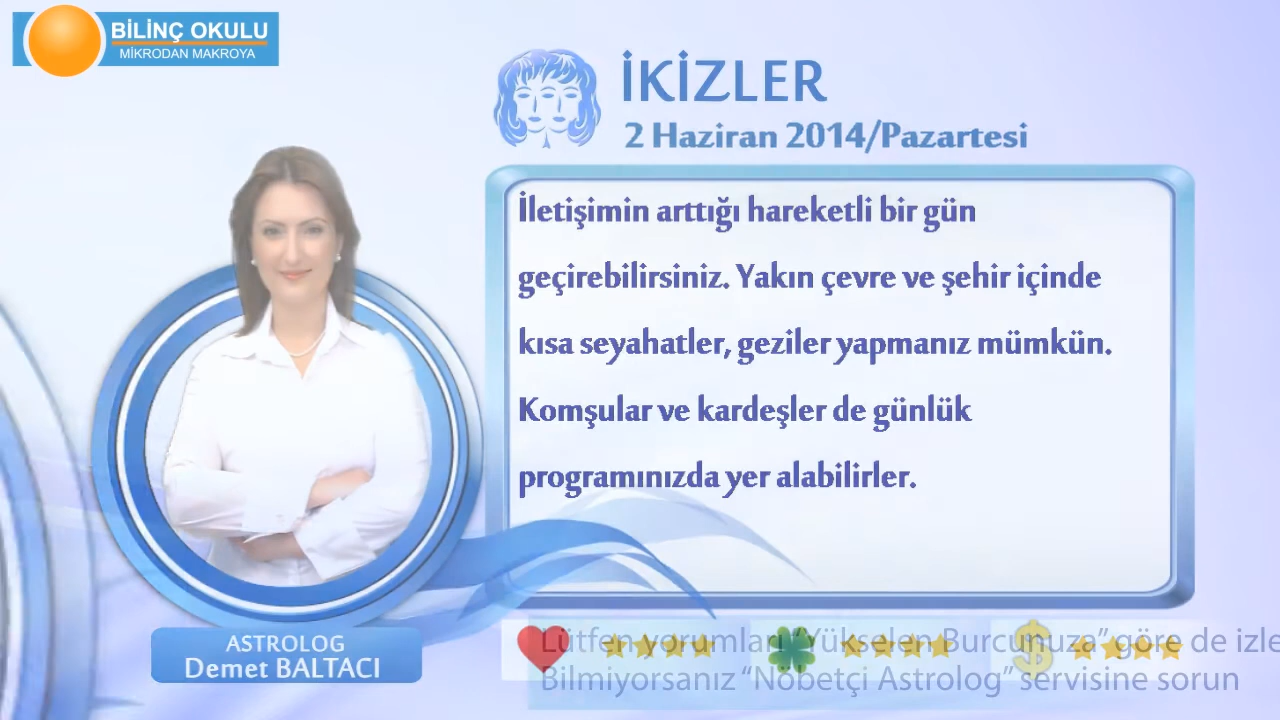 BİLİNÇ OKULU
MİKRODAN MAKROYA
İKİZLER
2 Haziran 2014/Pazartesi
İletişimin arttığı hareketli bir gün
geçirebilirsiniz. Yakın çevre ve şehir içinde
kısa seyahatler, geziler yapmanız mümkün.
Komşular ve kardeşler de günlük
programınızda yer alabilirler.
ASTROLOG
Demet BALTACI
Lütfen yorumları "Yükselen Burcunuza" göre de izle
Bilmiyorsanız "Nöbetçi Astrolog" servisine sorun